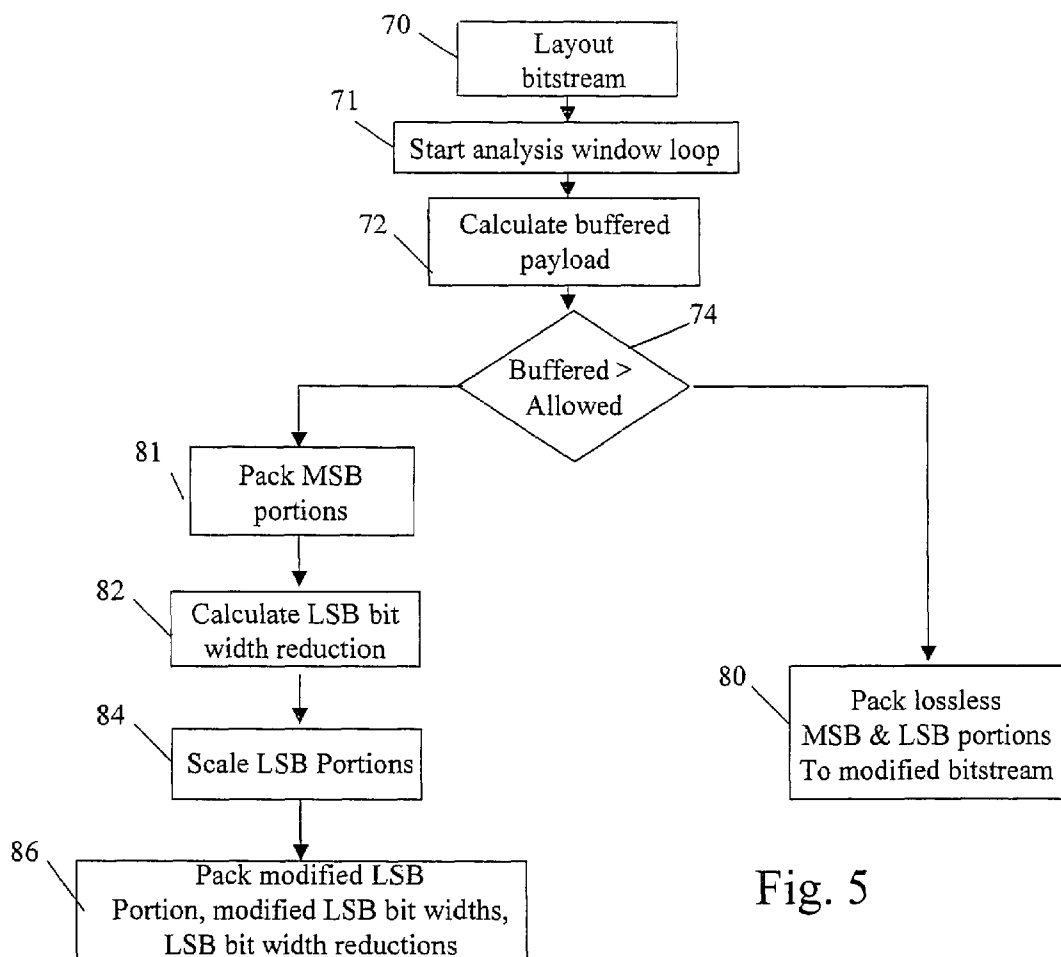 70
Layout
bitstream
71
Start analysis window loop
72
Calculate buffered
payload
74
Buffered >
Allowed
81
Pack MSB
portions
82
Calculate LSB bit
width reduction
84
Scale LSB Portions
86
Pack modified LSB
Portion, modified LSB bit widths,
LSB bit width reductions
80
Pack lossless
MSB & LSB portions
To modified bitstream
Fig. 5